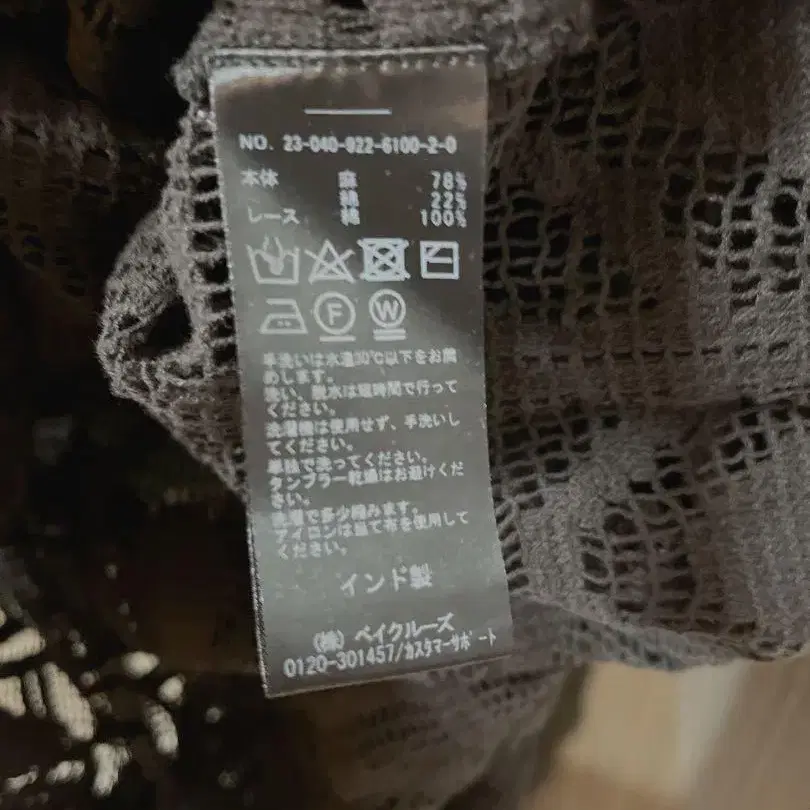 NO. 23-040-922-6100-2-0
本体 麻 78%
綿 22%
レース 綿 100%
F W
手洗いは水温30℃以下をお薦
めします。
洗い、脱水は短時間で行って
ください。
洗濯機は使用せず、手洗いし
てください。
単独で洗ってください。
タンブラー乾燥はお避けくだ
さい。
洗濯で多少縮みます。
アイロンは当て布を使用して
ください。
インド製
(株) ベイクルーズ
0120-301457/カスタマーサポート